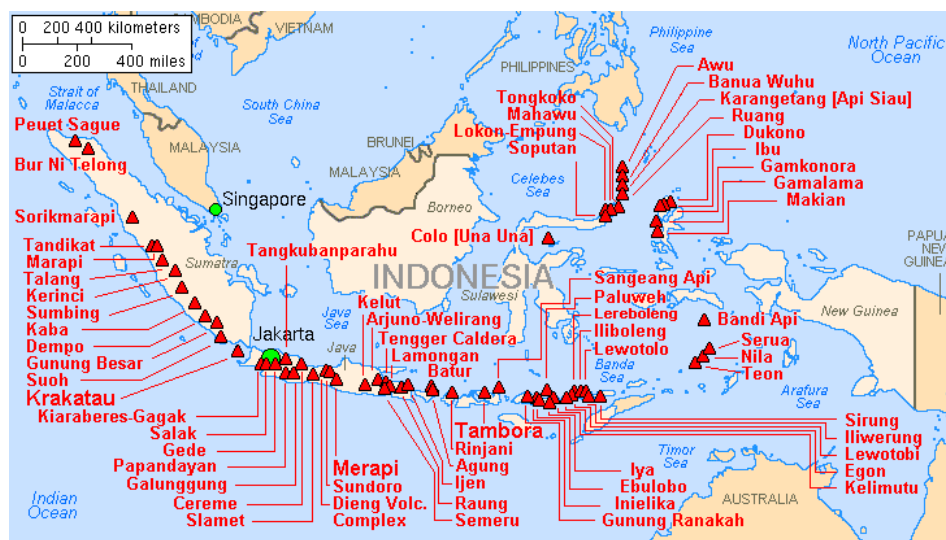 0 200 400 kilometers
0 200 400 miles
CAMBODIA
VIETNAM
Philippine
Sea
North Pacific
Ocean
PHILIPPINES
THAILAND
Strait of
Malacca
South China
Sea
Awu
Banua Wuhu
Karangetang [Api Siau]
Ruang
Dukono
Ibu
Gamkonora
Gamalama
Makian
Tongkoko
Mahawu
Lokon-Empung
Soputan
Peuet Sague
Bur Ni Telong
MALAYSIA
BRUNEI
MALAYSIA
Celebes
Sea
Singapore
Borneo
Sorikmarapi
Colo [Una Una]
PAPUA
NEW
GUINEA
Tandikat
Marapi
Talang
Kerinci
Sumbing
Kaba
Dempo
Gunung Besar
Suoh
Krakatau
Sumatra
Tangkubanparahu
INDONESIA
Sulawesi
Sangeang Api
Paluweh
Lereboleng
Iliboleng
Lewotolo
Banda
Sea
New Guinea
Bandi Api
Serua
Nila
Teon
Arafura
Sea
Jakarta
Java
Sea
Java
Kelut
Arjuno-Welirang
Tengger Caldera
Lamongan
Batur
Kiaraberes-Gagak
Salak
Gede
Papandayan
Galunggung
Cereme
Slamet
Merapi
Sundoro
Dieng Volc.
Complex
Tambora
Rinjani
Agung
Ijen
Raung
Semeru
Iya
Ebulobo
Inielika
Gunung Ranakah
Sirung
Iliwerung
Lewotobi
Egon
Kelimutu
Timor
Sea
AUSTRALIA
Indian
Ocean